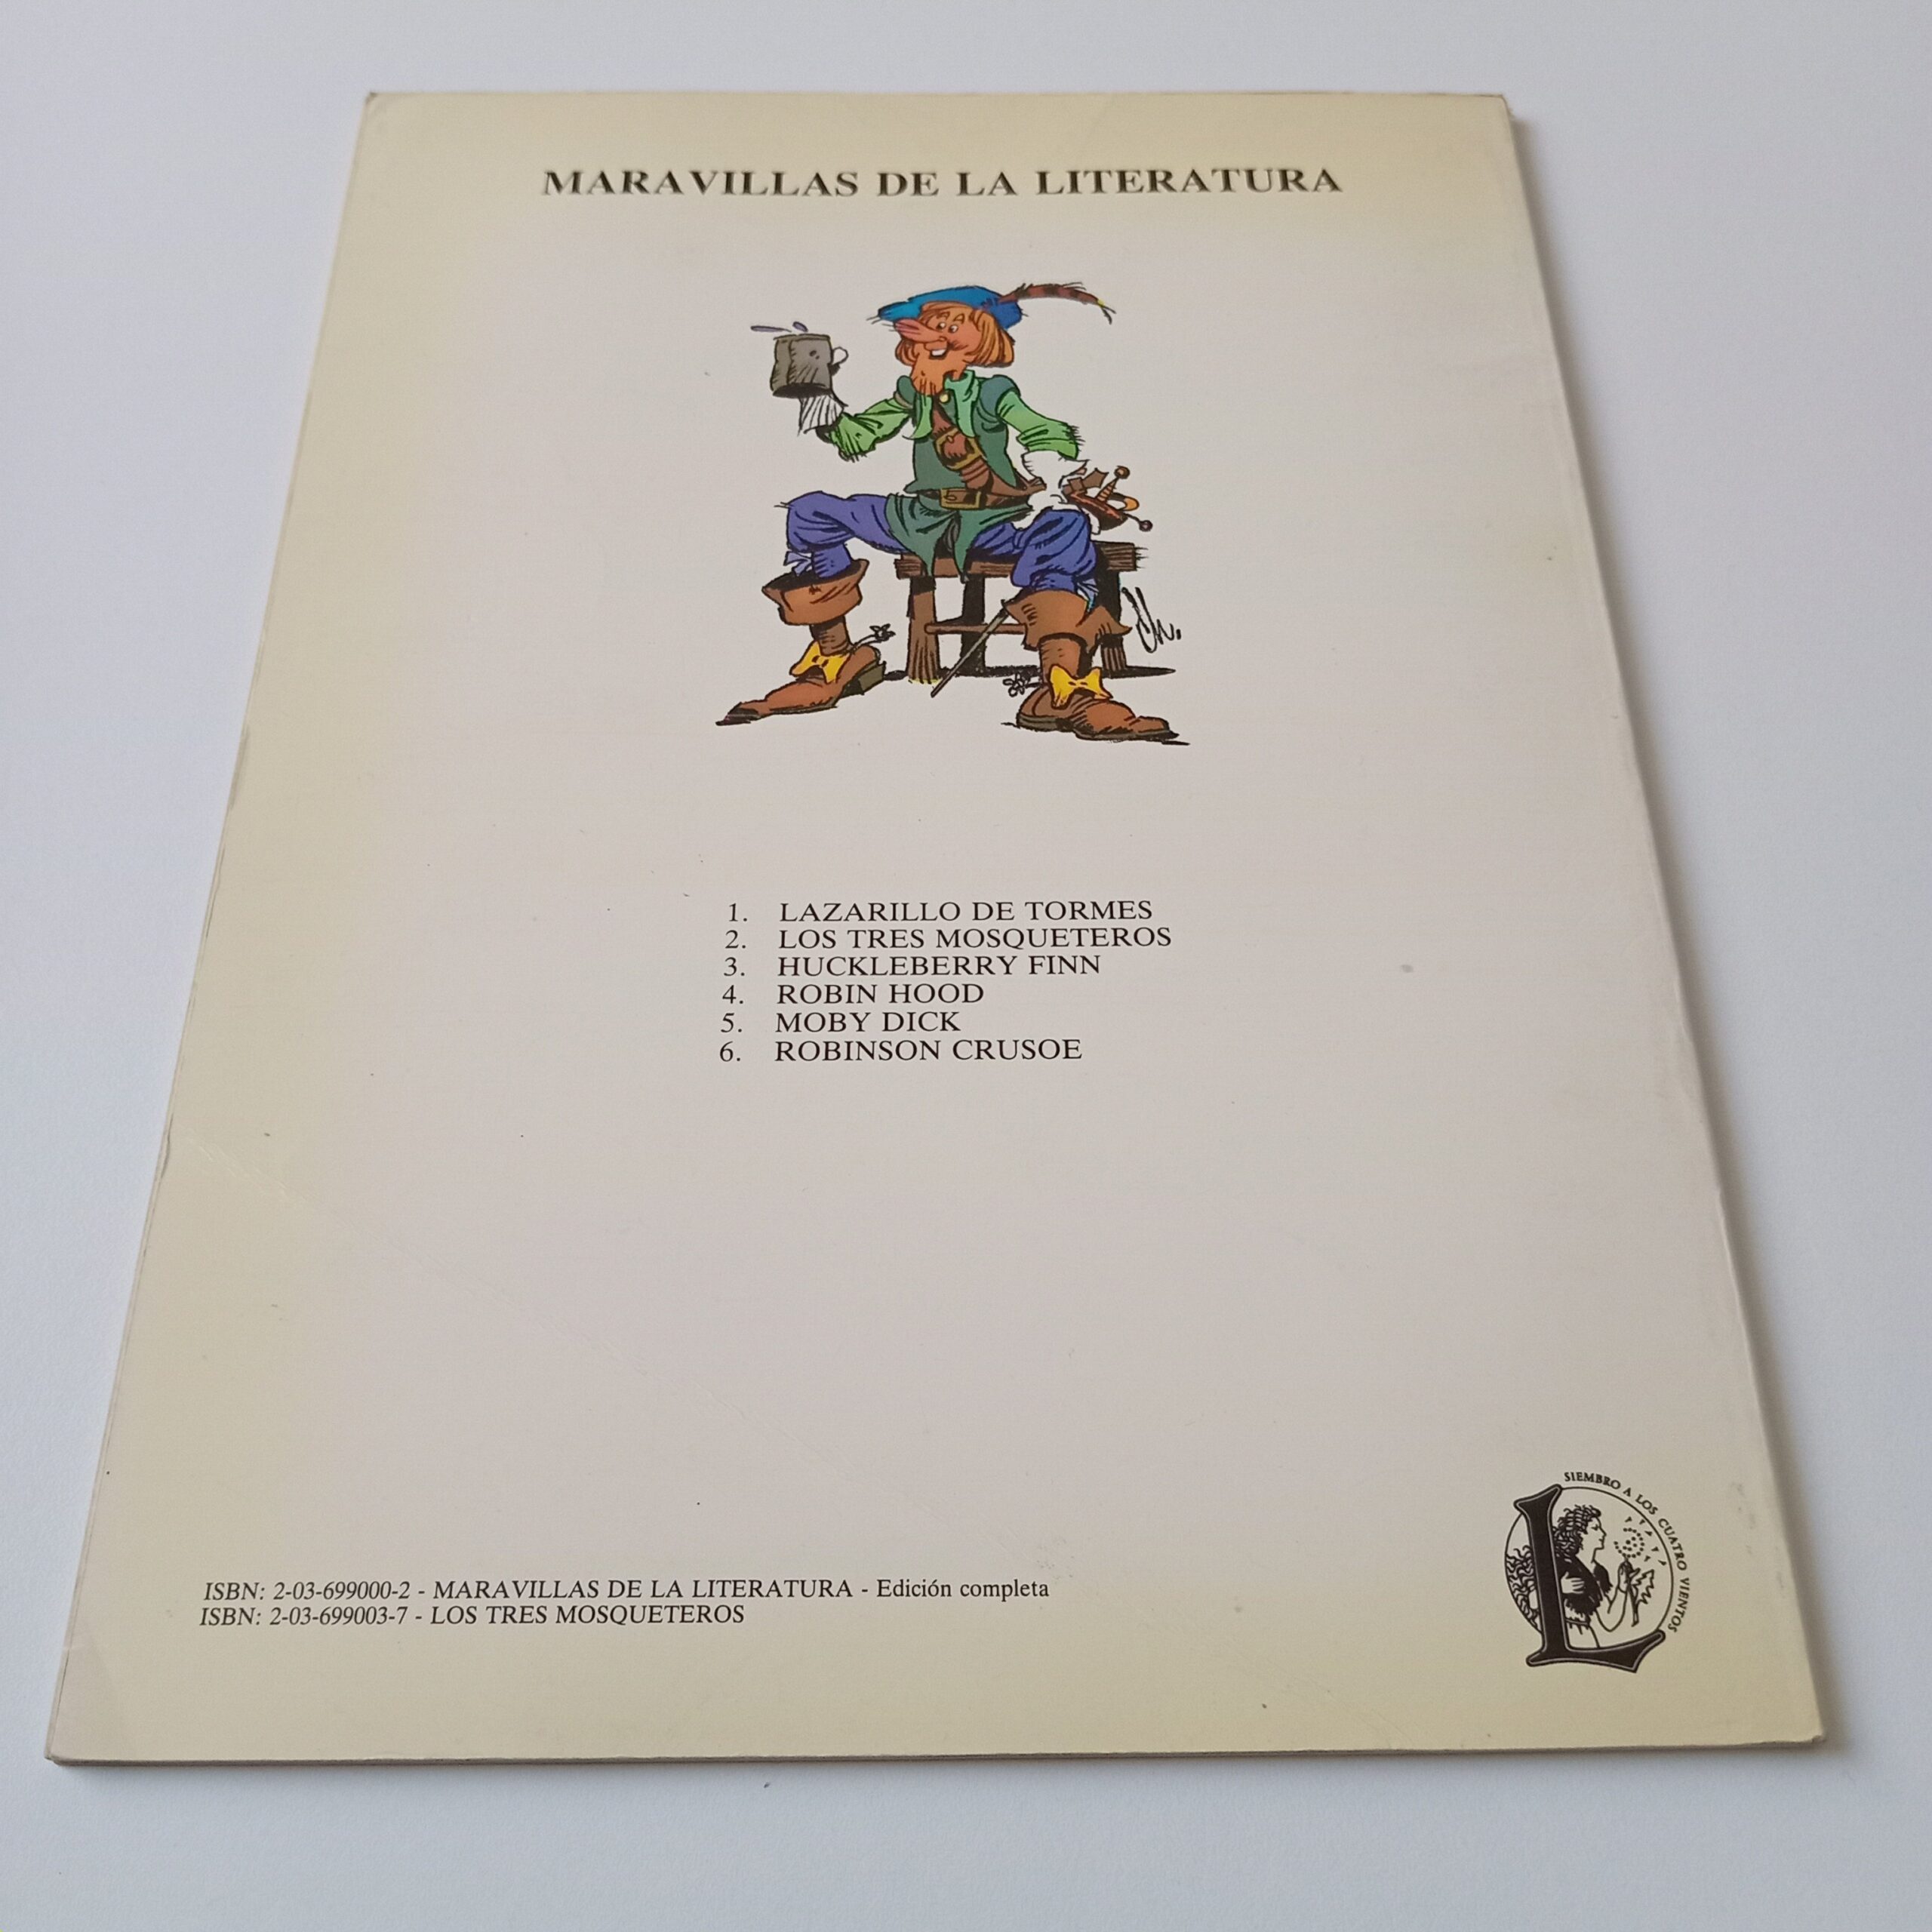 MARAVILLAS DE LA LITERATURA
1. LAZARILLO DE TORMES
2. LOS TRES MOSQUETEROS
3. HUCKLEBERRY FINN
4. ROBIN HOOD
5. MOBY DICK
6. ROBINSON CRUSOE
SIEMBRO A LOS CUATRO VIENTOS
L
ISBN: 2-03-699000-2 - MARAVILLAS DE LA LITERATURA - Edición completa
ISBN: 2-03-699003-7 - LOS TRES MOSQUETEROS